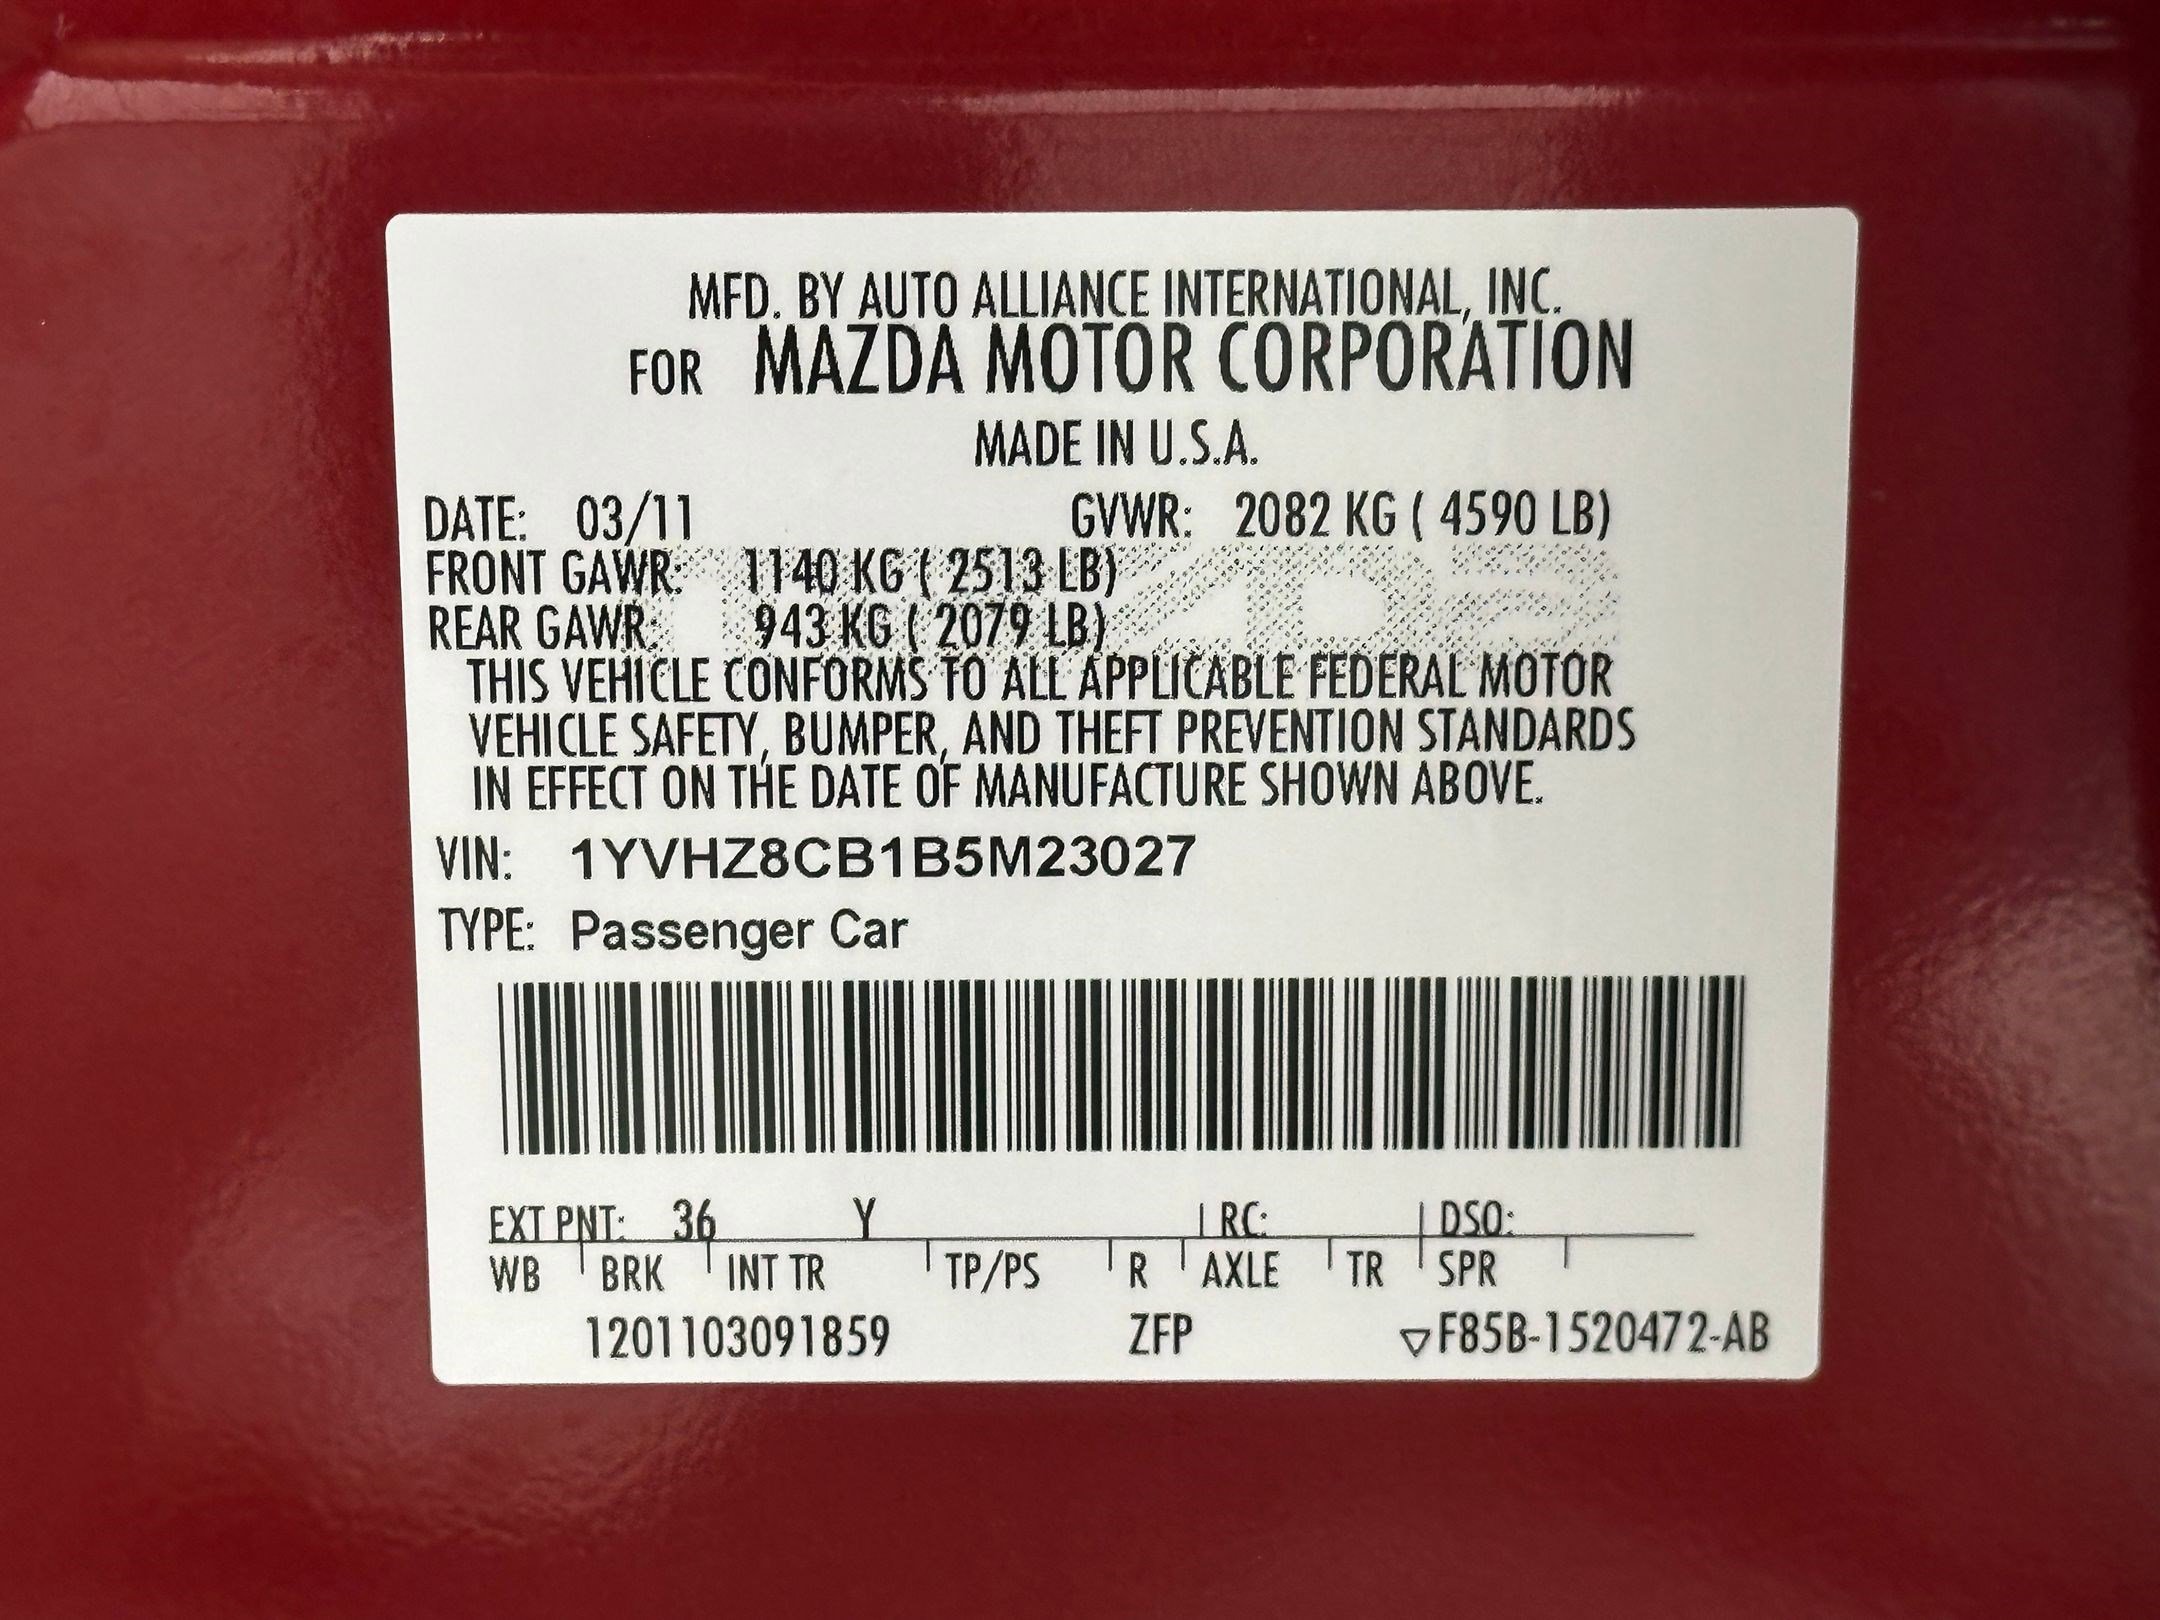 MFD. BY AUTO ALLIANCE INTERNATIONAL, INC.
FOR MAZDA MOTOR CORPORATION
MADE IN U.S.A.
DATE: 03/11 GVWR: 2082 KG ( 4590 LB)
FRONT GAWR: 1140 KG ( 2513 LB)
REAR GAWR: 943 KG ( 2079 LB)
THIS VEHICLE CONFORMS TO ALL APPLICABLE FEDERAL MOTOR
VEHICLE SAFETY, BUMPER, AND THEFT PREVENTION STANDARDS
IN EFFECT ON THE DATE OF MANUFACTURE SHOWN ABOVE.
VIN: 1YVHZ8CB1B5M23027
TYPE: Passenger Car
EXT PNT: 36 Y RC: DSO:
WB BRK INT TR TP/PS R AXLE TR SPR
1201103091859 ZFP ▽F85B-1520472-AB